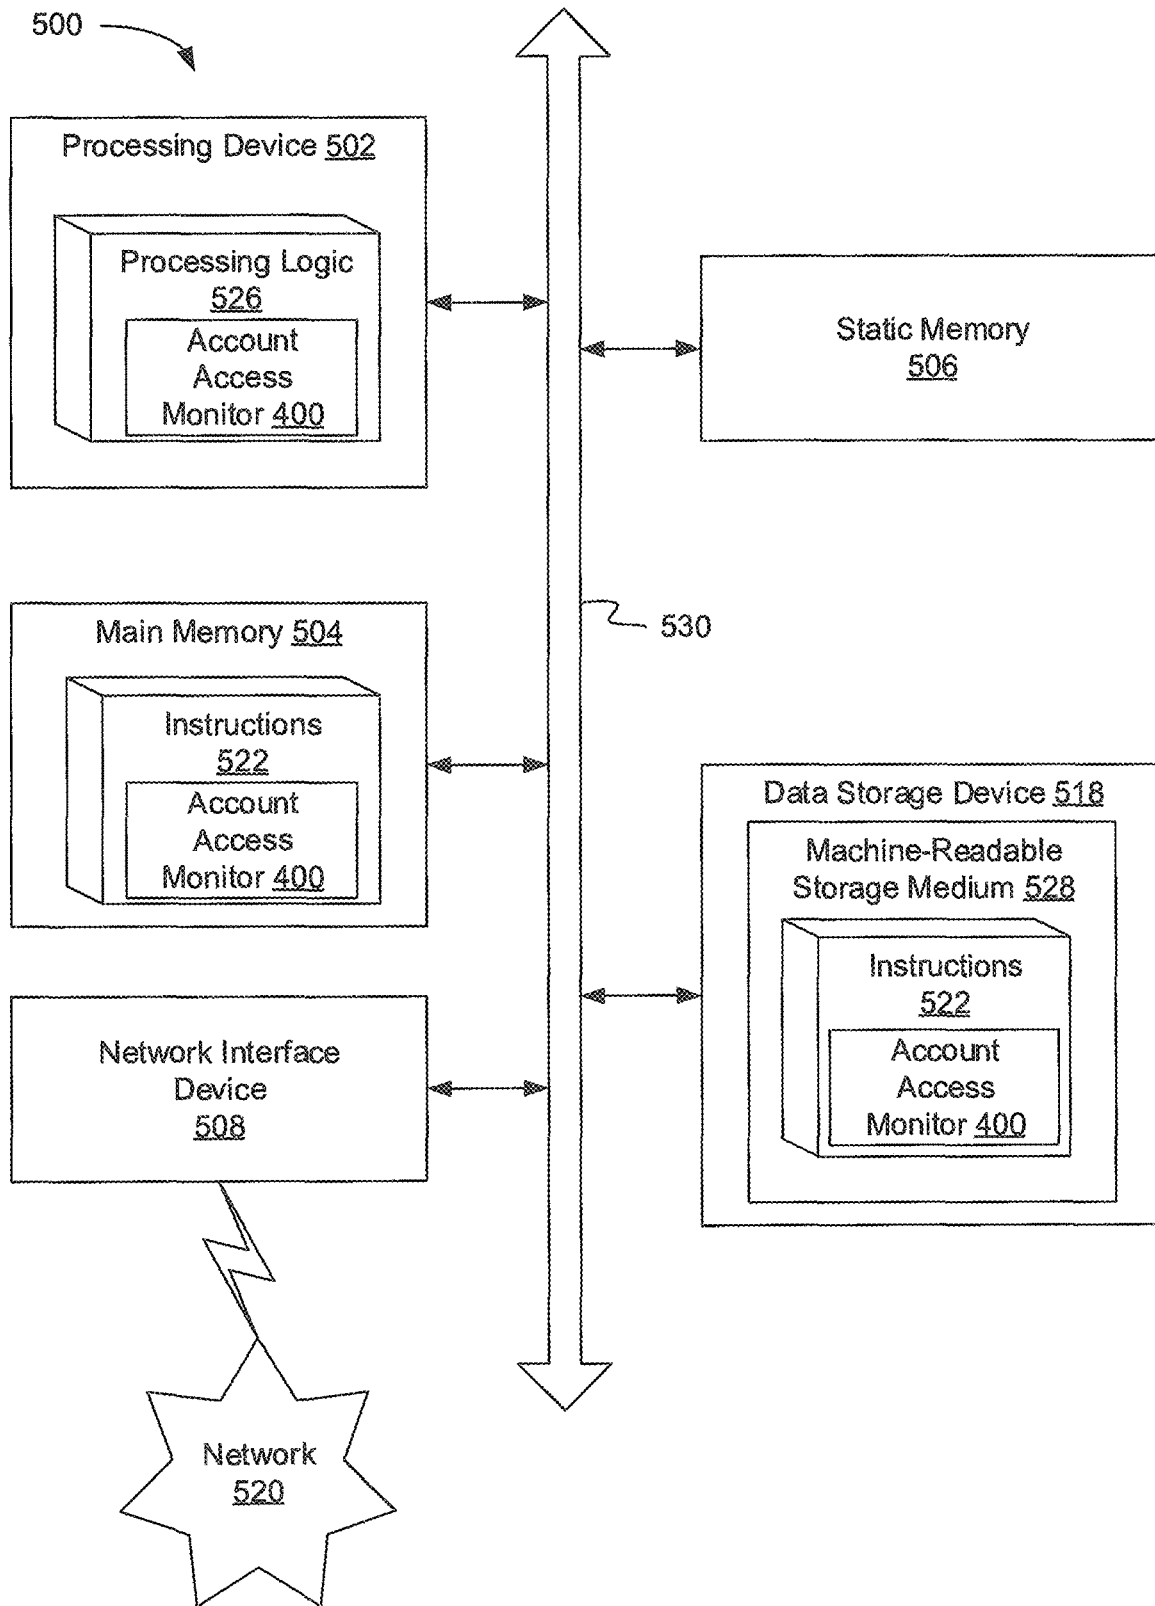 500
Processing Device 502
Processing Logic
526
Account
Access
Monitor 400
Static Memory
506
Main Memory 504
Instructions
522
Account
Access
Monitor 400
530
Data Storage Device 518
Machine-Readable
Storage Medium 528
Instructions
522
Account
Access
Monitor 400
Network Interface
Device
508
Network
520